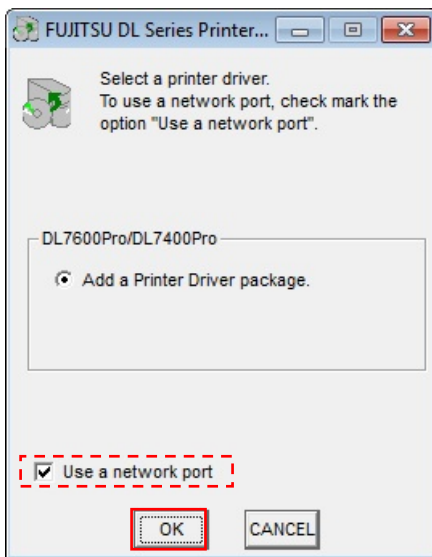 FUJITSU DL Series Printer...
Select a printer driver.
To use a network port, check mark the
option "Use a network port".
DL7600Pro/DL7400Pro
Add a Printer Driver package.
Use a network port
OK
CANCEL